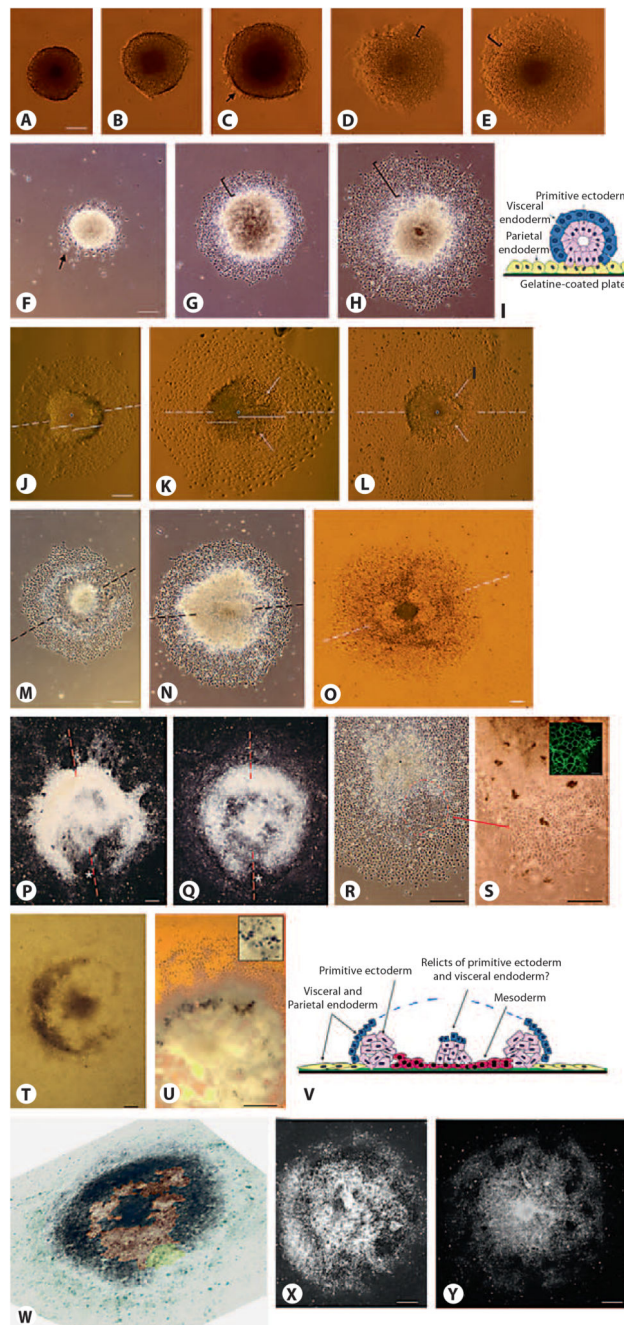 A
B
C
D
E
F
G
H
Primitive ectoderm
Visceral
endoderm
Parietal
endoderm
Gelatine-coated plate
I
J
K
L
M
N
O
P
Q
R
S
Relicts of primitive ectoderm
and visceral endoderm?
Primitive ectoderm
Visceral and
Parietal endoderm
Mesoderm
T
U
V
W
X
Y